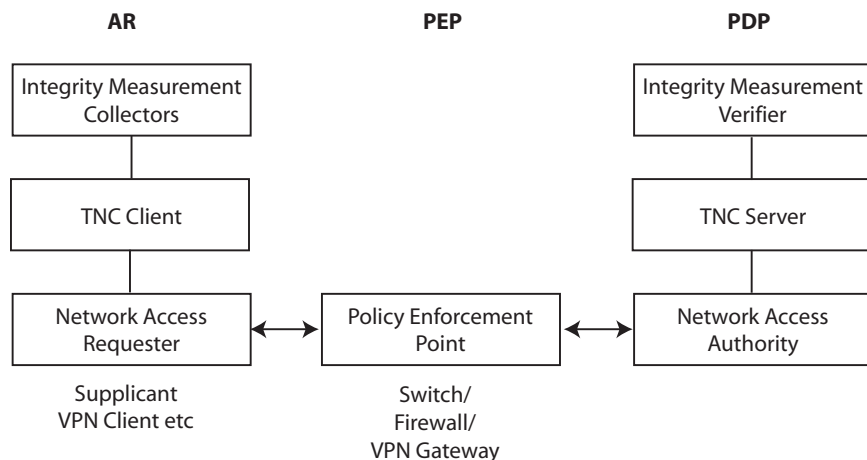 AR
PEP
PDP
Integrity Measurement
Collectors
Integrity Measurement
Verifier
TNC Client
TNC Server
Network Access
Requester
Policy Enforcement
Point
Network Access
Authority
Supplicant
VPN Client etc
Switch/
Firewall/
VPN Gateway